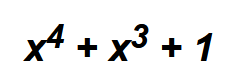 x⁴ + x³ + 1